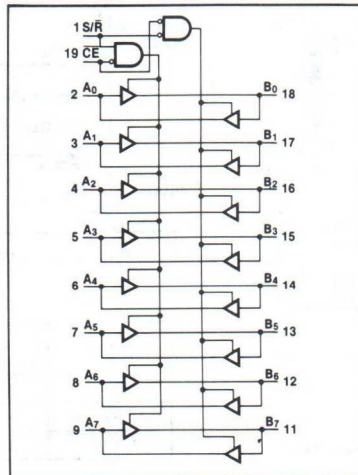 1 S/R̅
19 C̅E̅
2 A0 B0 18
3 A1 B1 17
4 A2 B2 16
5 A3 B3 15
6 A4 B4 14
7 A5 B5 13
8 A6 B6 12
9 A7 B7 11